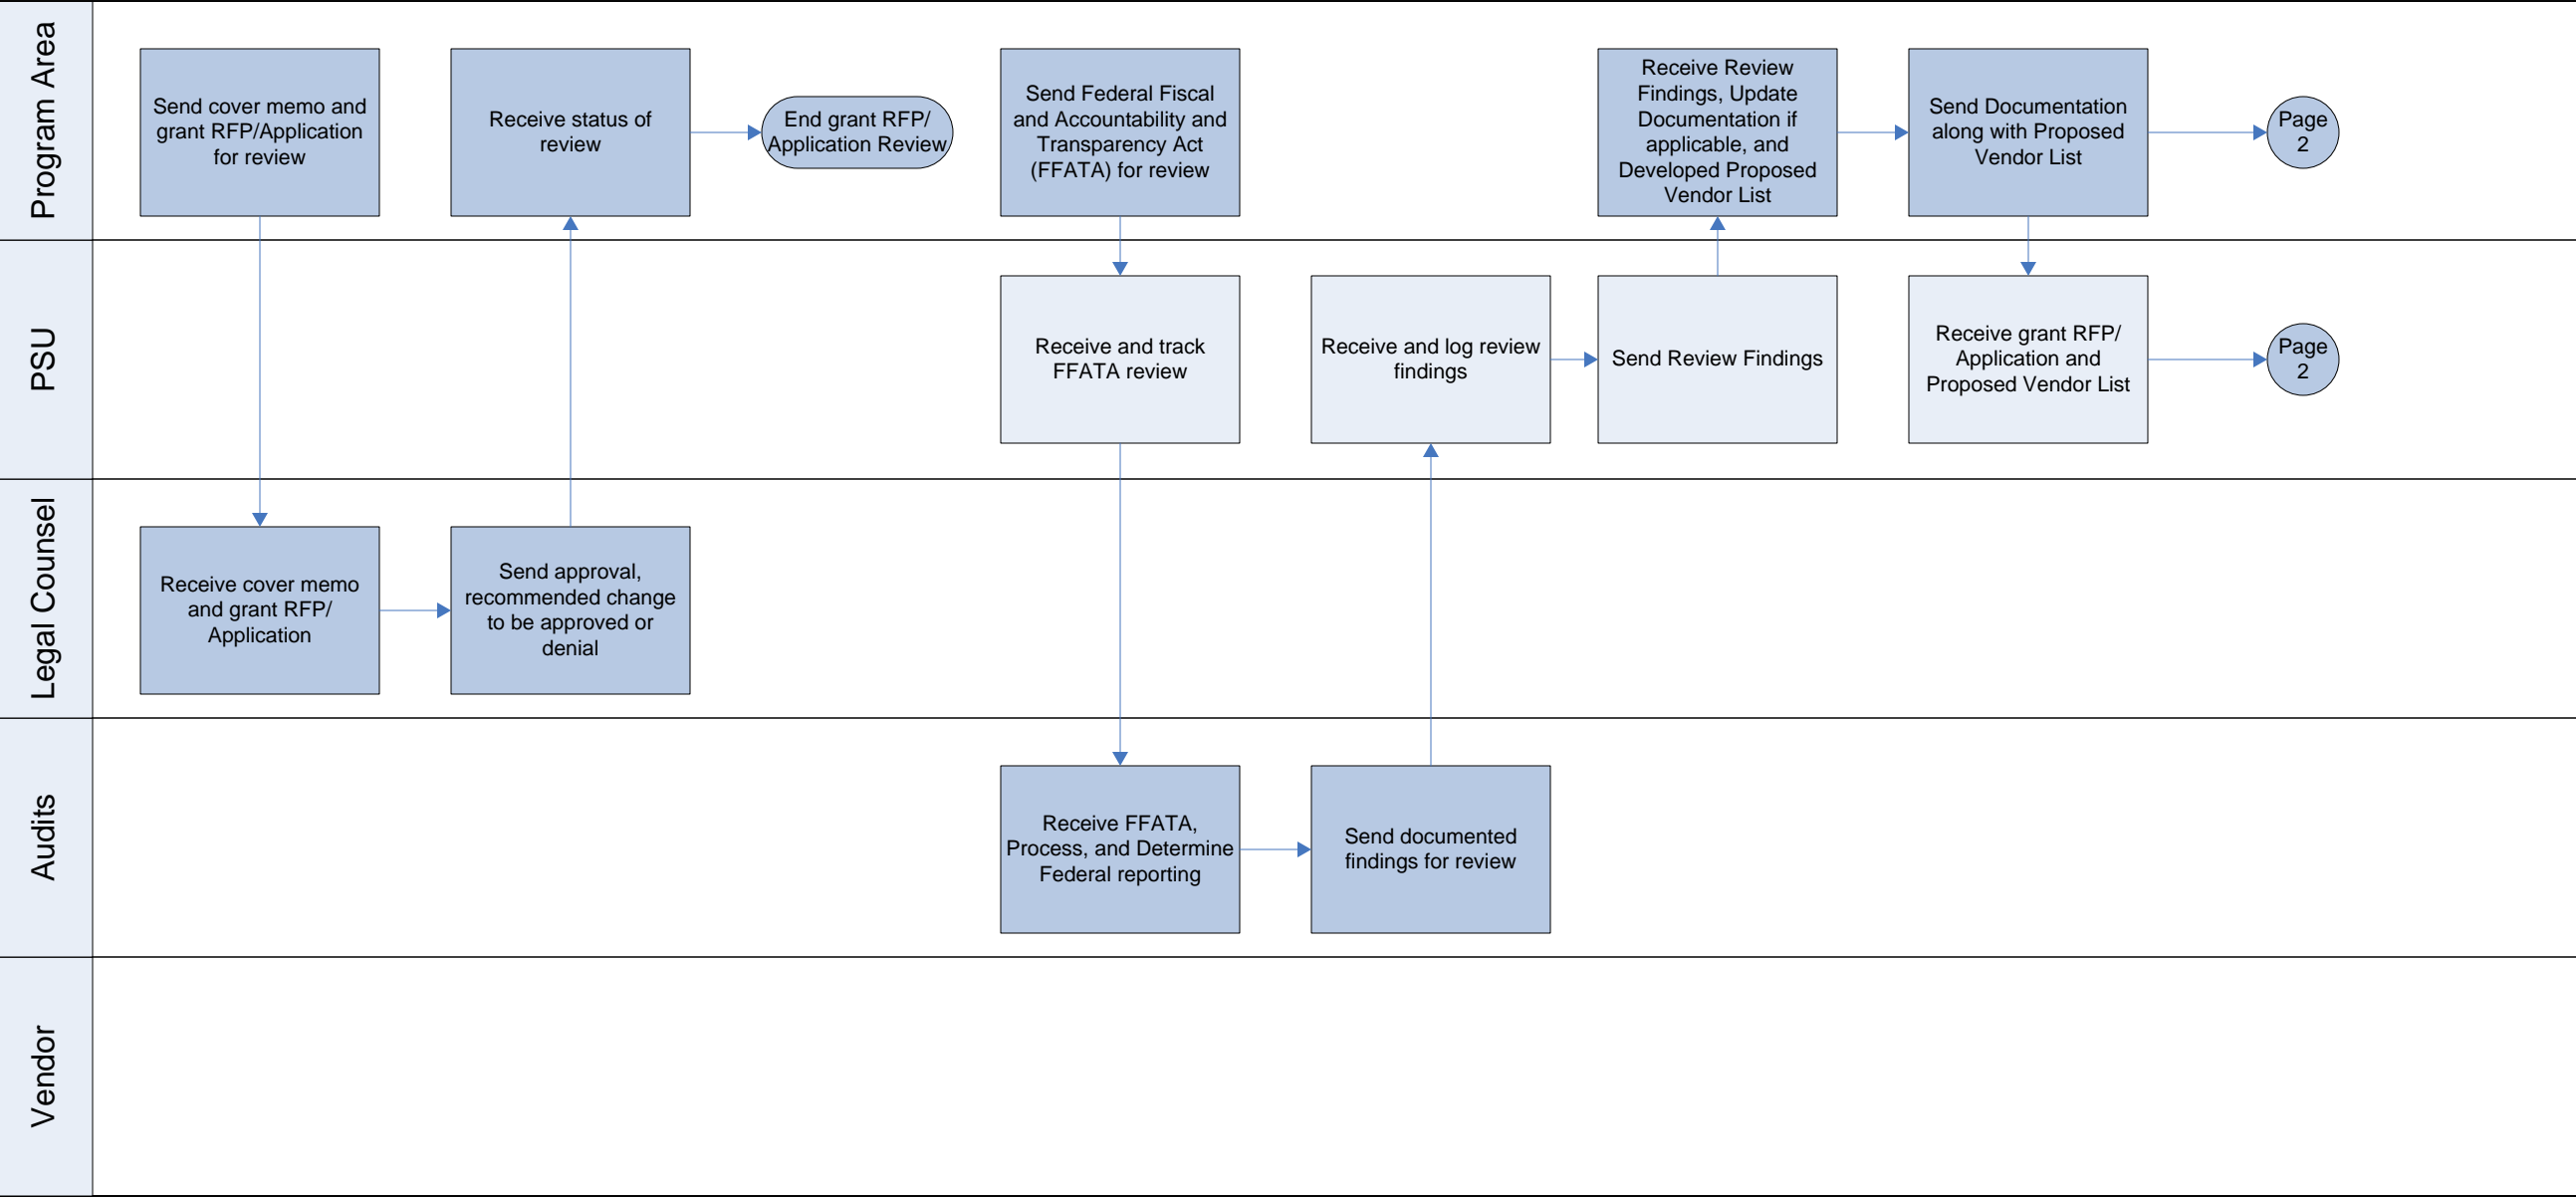 Program Area
Send cover memo and
grant RFP/Application
for review
Receive status of
review
End grant RFP/
Application Review
Send Federal Fiscal
and Accountability and
Transparency Act
(FFATA) for review
Receive Review
Findings, Update
Documentation if
applicable, and
Developed Proposed
Vendor List
Send Documentation
along with Proposed
Vendor List
Page
2
PSU
Receive and track
FFATA review
Receive and log review
findings
Send Review Findings
Receive grant RFP/
Application and
Proposed Vendor List
Page
2
Legal Counsel
Receive cover memo
and grant RFP/
Application
Send approval,
recommended change
to be approved or
denial
Audits
Receive FFATA,
Process, and Determine
Federal reporting
Send documented
findings for review
Vendor